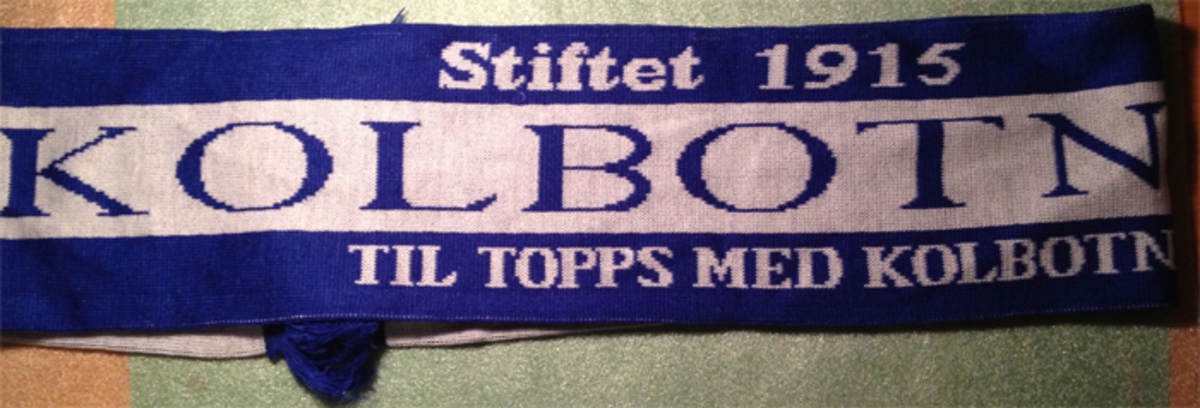 Stiftet 1915
KOLBOTN
TIL TOPPS MED KOLBOTN